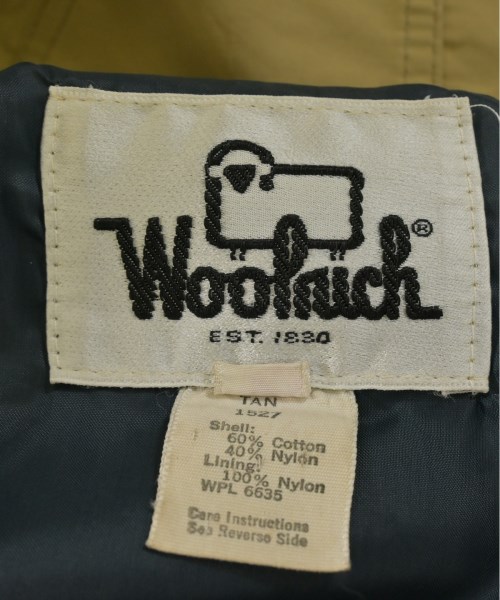 Woolrich®
EST. 1830
TAN
1527
Shell:
60% Cotton
40% Nylon
Lining:
100% Nylon
WPL 6635
Care Instructions
See Reverse Side